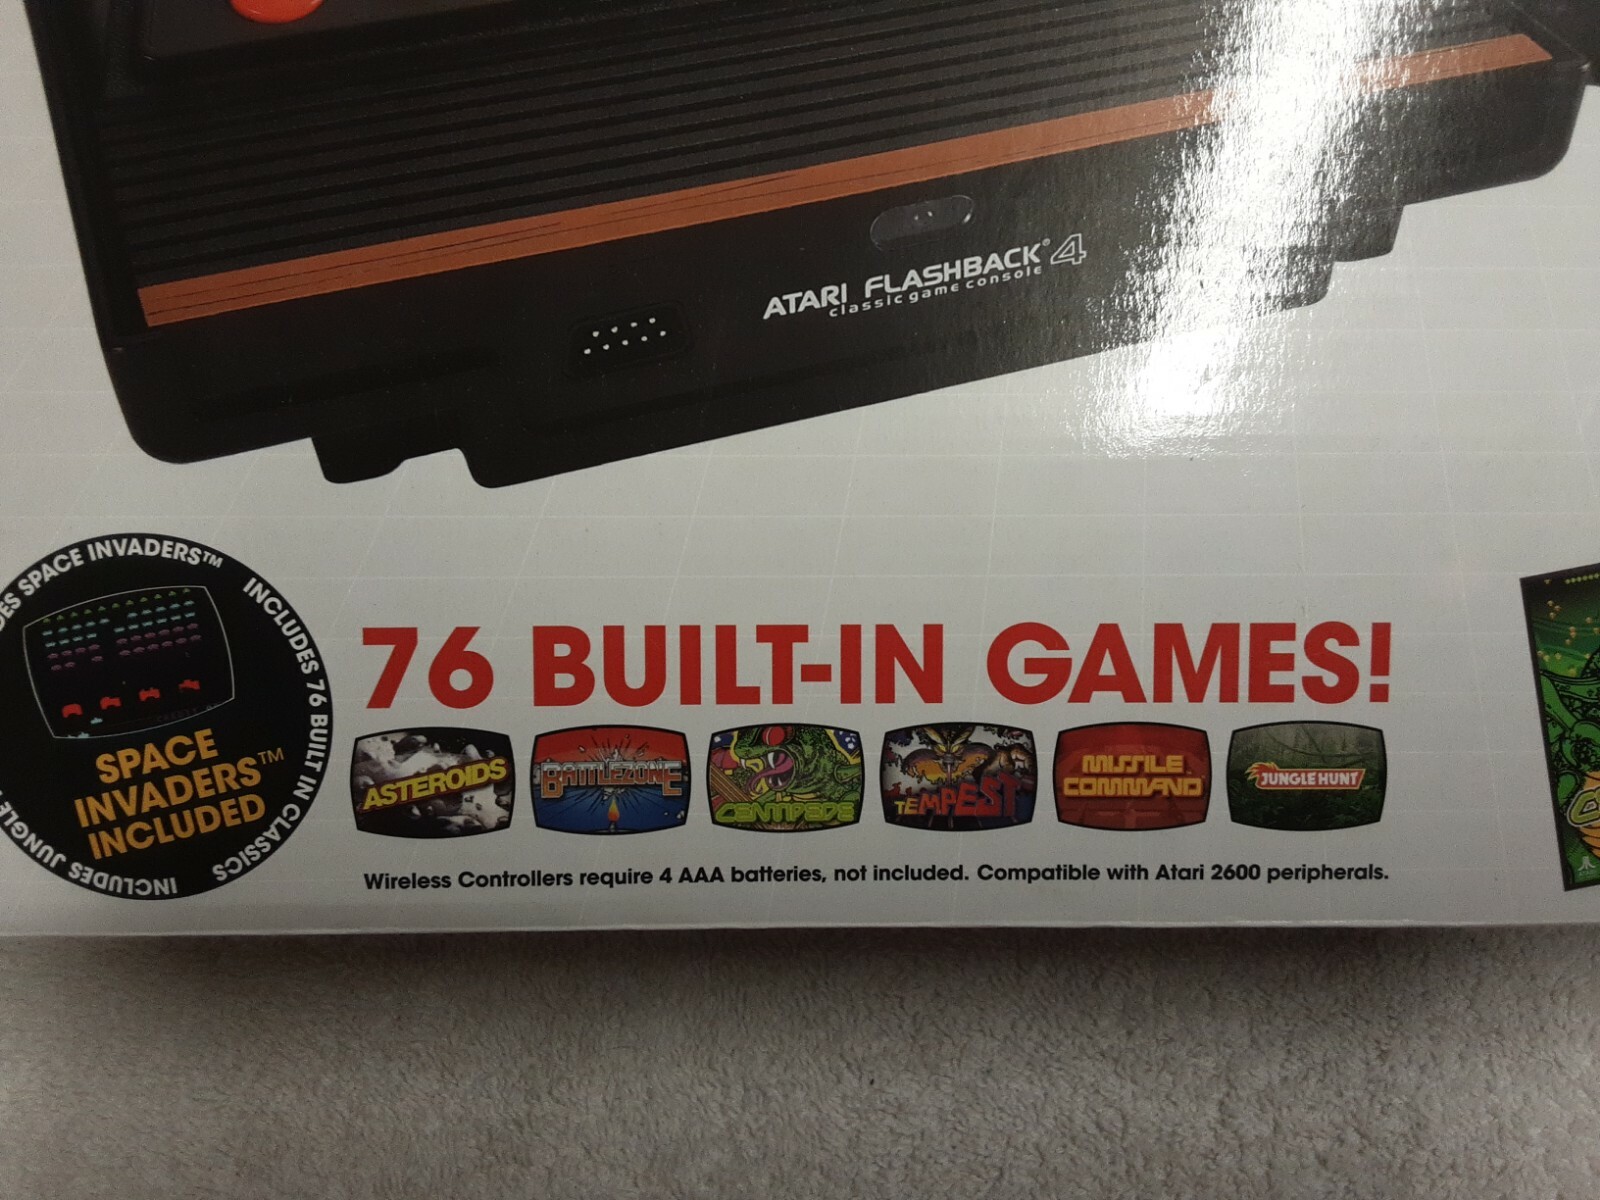 ATARI FLASHBACK® 4
classic game console
SPACE INVADERS™
INCLUDES 76 BUILT IN CLASSICS
INCLUDES JUNGLE
SPACE
INVADERS™
INCLUDED
76 BUILT-IN GAMES!
ASTEROIDS
BATTLEZONE
CENTIPEDE
TEMPEST
MISSILE
COMMAND
JUNGLE HUNT
Wireless Controllers require 4 AAA batteries, not included. Compatible with Atari 2600 peripherals.